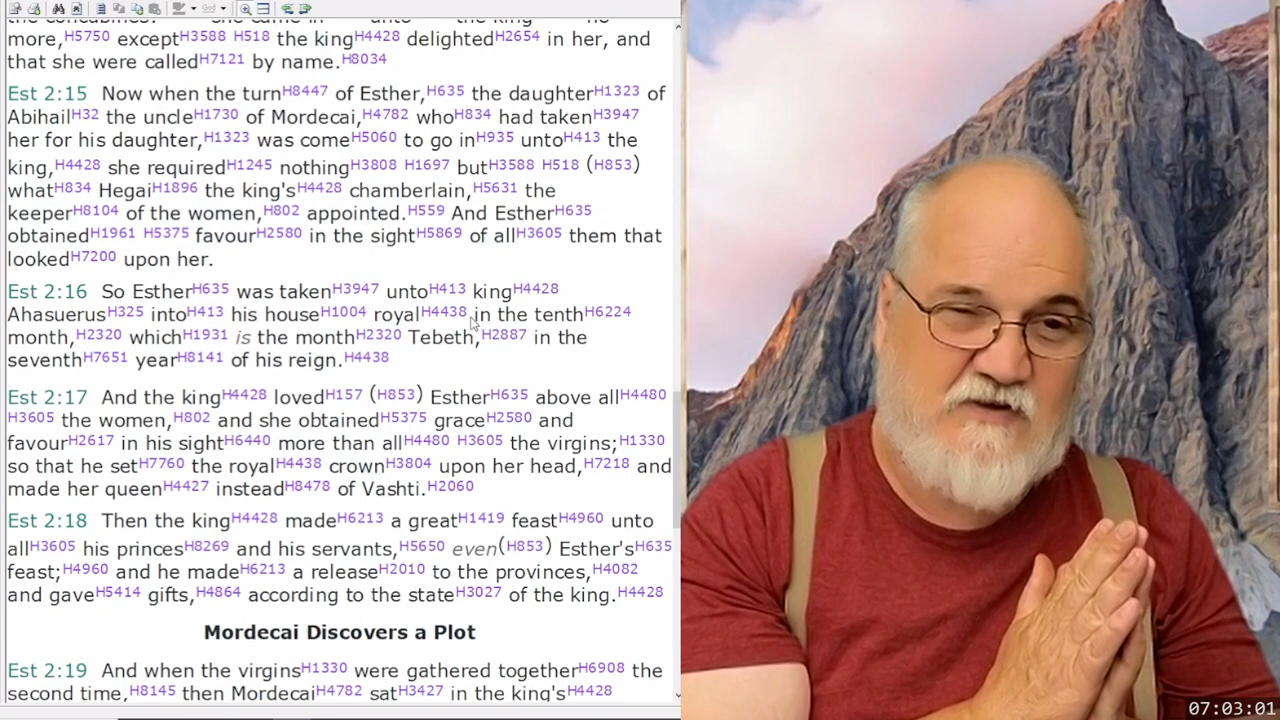 more,H5750 exceptH3588 H518 the kingH4428 delightedH2654 in her, and
that she were calledH7121 by name.H8034
Est 2:15 Now when the turnH8447 of Esther,H635 the daughterH1323 of
AbihailH32 the uncleH1730 of Mordecai,H4782 whoH834 had takenH3947
her for his daughter,H1323 was comeH5060 to go inH935 untoH413 the
king,H4428 she requiredH1245 nothingH3808 H1697 butH3588 H518 (H853)
whatH834 HegaiH1896 the king'sH4428 chamberlain,H5631 the
keeperH8104 of the women,H802 appointed.H559 And EstherH635
obtainedH1961 H5375 favourH2580 in the sightH5869 of allH3605 them that
lookedH7200 upon her.
Est 2:16 So EstherH635 was takenH3947 untoH413 kingH4428
AhasuerusH325 intoH413 his houseH1004 royalH4438 in the tenthH6224
month,H2320 whichH1931 is the monthH2320 Tebeth,H2887 in the
seventhH7651 yearH8141 of his reign.H4438
Est 2:17 And the kingH4428 lovedH157 (H853) EstherH635 above allH4480
H3605 the women,H802 and she obtainedH5375 graceH2580 and
favourH2617 in his sightH6440 more than allH4480 H3605 the virgins;H1330
so that he setH7760 the royalH4438 crownH3804 upon her head,H7218 and
made her queenH4427 insteadH8478 of Vashti.H2060
Est 2:18 Then the kingH4428 madeH6213 a greatH1419 feastH4960 unto
allH3605 his princesH8269 and his servants,H5650 even(H853) Esther'sH635
feast;H4960 and he madeH6213 a releaseH2010 to the provinces,H4082
and gaveH5414 gifts,H4864 according to the stateH3027 of the king.H4428
Mordecai Discovers a Plot
Est 2:19 And when the virginsH1330 were gathered togetherH6908 the
second time,H8145 then MordecaiH4782 satH3427 in the king'sH4428
07:03:01